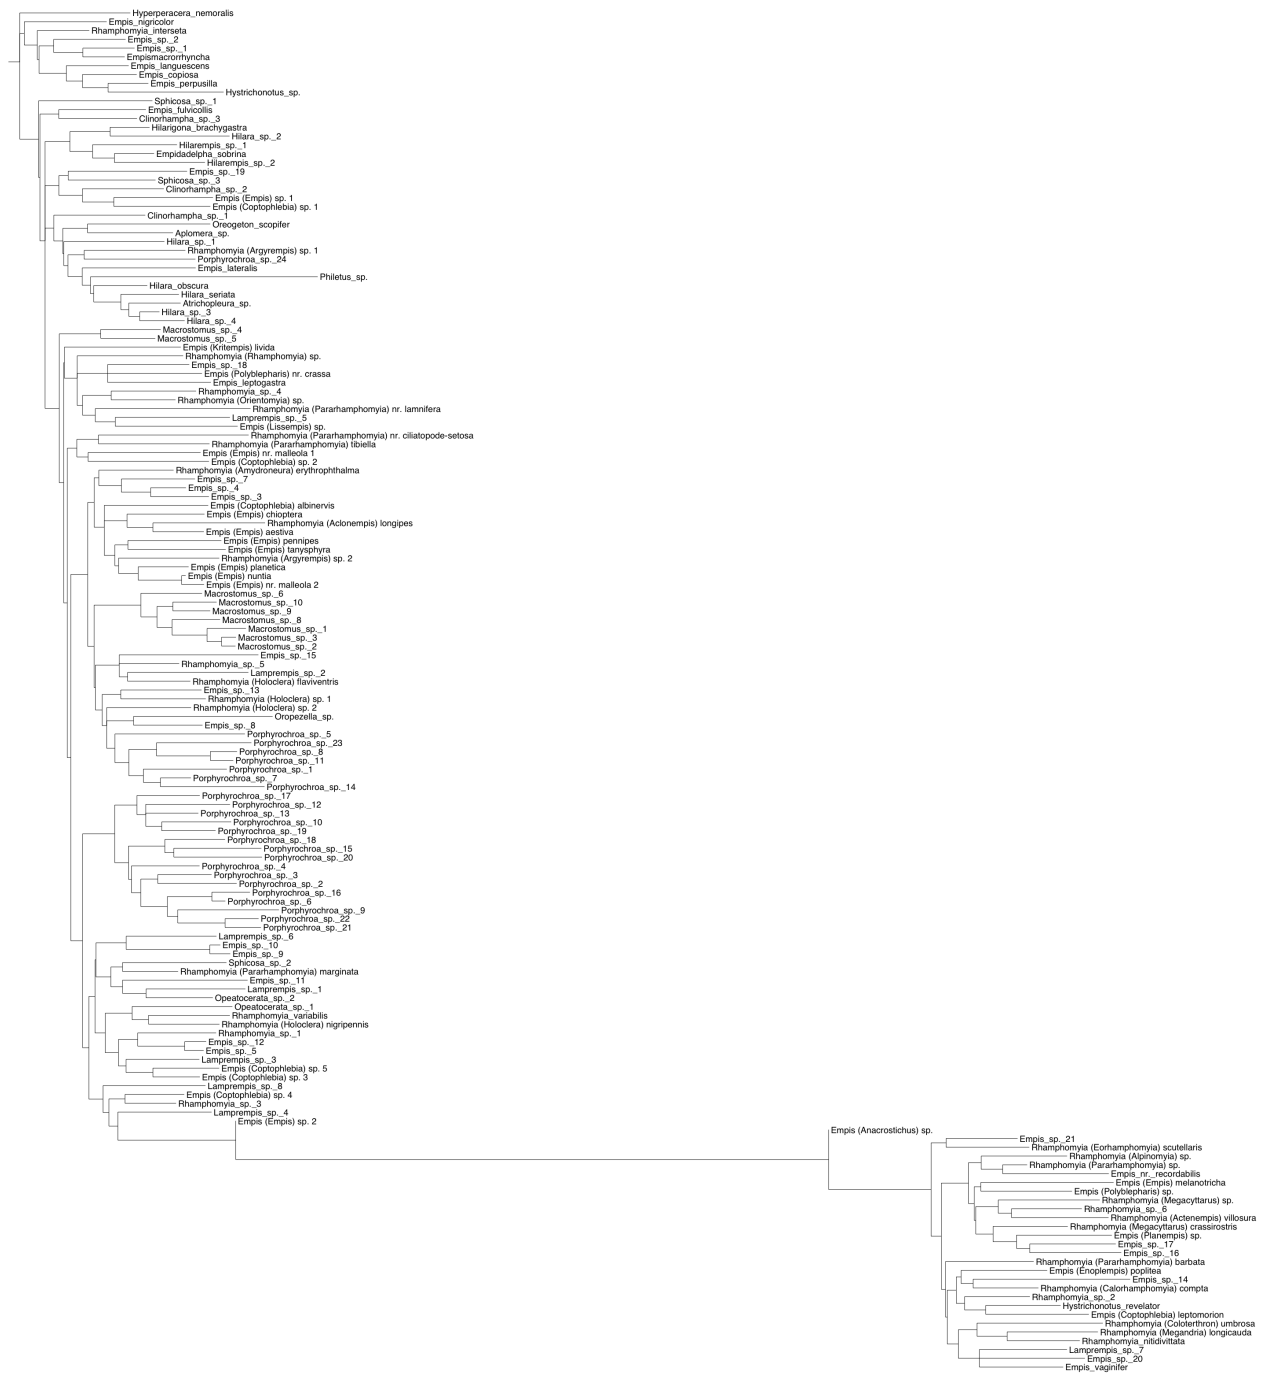 Hyperperacera_nemoralis
Empis_nigricolor
Rhamphomyia_interseta
Empis_sp._2
Empis_sp._1
Empismacrorrhyncha
Empis_languescens
Empis_copiosa
Empis_perpusilla
Hystrichonotus_sp.
Sphicosa_sp._1
Empis_fulvicollis
Clinorhampha_sp._3
Hilarigona_brachygastra
Hilara_sp._2
Hilarempis_sp._1
Empidadelpha_sobrina
Hilarempis_sp._2
Empis_sp._19
Sphicosa_sp._3
Clinorhampha_sp._2
Empis (Empis) sp. 1
Empis (Coptophlebia) sp. 1
Clinorhampha_sp._1
Oreogeton_scopifer
Aplomera_sp.
Hilara_sp._1
Rhamphomyia (Argyrempis) sp. 1
Porphyrochroa_sp._24
Empis_lateralis
Philetus_sp.
Hilara_obscura
Hilara_seriata
Atrichopleura_sp.
Hilara_sp._3
Hilara_sp._4
Macrostomus_sp._4
Macrostomus_sp._5
Empis (Kritempis) livida
Rhamphomyia (Rhamphomyia) sp.
Empis_sp._18
Empis (Polyblepharis) nr. crassa
Empis_leptogastra
Rhamphomyia_sp._4
Rhamphomyia (Orientomyia) sp.
Rhamphomyia (Pararhamphomyia) nr. lamnifera
Lamprempis_sp._5
Empis (Lissempis) sp.
Rhamphomyia (Pararhamphomyia) nr. ciliatopode-setosa
Rhamphomyia (Pararhamphomyia) tibiella
Empis (Empis) nr. malleola 1
Empis (Coptophlebia) sp. 2
Rhamphomyia (Amydroneura) erythrophthalma
Empis_sp._7
Empis_sp._4
Empis_sp._3
Empis (Coptophlebia) albinervis
Empis (Empis) chioptera
Rhamphomyia (Aclonempis) longipes
Empis (Empis) aestiva
Empis (Empis) pennipes
Empis (Empis) tanysphyra
Rhamphomyia (Argyrempis) sp. 2
Empis (Empis) planetica
Empis (Empis) nuntia
Empis (Empis) nr. malleola 2
Macrostomus_sp._6
Macrostomus_sp._10
Macrostomus_sp._9
Macrostomus_sp._8
Macrostomus_sp._1
Macrostomus_sp._3
Macrostomus_sp._2
Empis_sp._15
Rhamphomyia_sp._5
Lamprempis_sp._2
Rhamphomyia (Holoclera) flaviventris
Empis_sp._13
Rhamphomyia (Holoclera) sp. 1
Rhamphomyia (Holoclera) sp. 2
Oropezella_sp.
Empis_sp._8
Porphyrochroa_sp._5
Porphyrochroa_sp._23
Porphyrochroa_sp._8
Porphyrochroa_sp._11
Porphyrochroa_sp._1
Porphyrochroa_sp._7
Porphyrochroa_sp._14
Porphyrochroa_sp._17
Porphyrochroa_sp._12
Porphyrochroa_sp._13
Porphyrochroa_sp._10
Porphyrochroa_sp._19
Porphyrochroa_sp._18
Porphyrochroa_sp._15
Porphyrochroa_sp._20
Porphyrochroa_sp._4
Porphyrochroa_sp._3
Porphyrochroa_sp._2
Porphyrochroa_sp._16
Porphyrochroa_sp._6
Porphyrochroa_sp._9
Porphyrochroa_sp._22
Porphyrochroa_sp._21
Lamprempis_sp._6
Empis_sp._10
Empis_sp._9
Sphicosa_sp._2
Rhamphomyia (Pararhamphomyia) marginata
Empis_sp._11
Lamprempis_sp._1
Opeatocerata_sp._2
Opeatocerata_sp._1
Rhamphomyia_variabilis
Rhamphomyia (Holoclera) nigripennis
Rhamphomyia_sp._1
Empis_sp._12
Empis_sp._5
Lamprempis_sp._3
Empis (Coptophlebia) sp. 5
Empis (Coptophlebia) sp. 3
Lamprempis_sp._8
Empis (Coptophlebia) sp. 4
Rhamphomyia_sp._3
Lamprempis_sp._4
Empis (Empis) sp. 2
Empis (Anacrostichus) sp.
Empis_sp._21
Rhamphomyia (Eorhamphomyia) scutellaris
Rhamphomyia (Alpinomyia) sp.
Rhamphomyia (Pararhamphomyia) sp.
Empis_nr._recordabilis
Empis (Empis) melanotricha
Empis (Polyblepharis) sp.
Rhamphomyia (Megacyttarus) sp.
Rhamphomyia_sp._6
Rhamphomyia (Actenempis) villosura
Rhamphomyia (Megacyttarus) crassirostris
Empis (Planempis) sp.
Empis_sp._17
Empis_sp._16
Rhamphomyia (Pararhamphomyia) barbata
Empis (Enoplempis) poplitea
Empis_sp._14
Rhamphomyia (Calorhamphomyia) compta
Rhamphomyia_sp._2
Hystrichonotus_revelator
Empis (Coptophlebia) leptomorion
Rhamphomyia (Coloterthron) umbrosa
Rhamphomyia (Megandria) longicauda
Rhamphomyia_nitidivittata
Lamprempis_sp._7
Empis_sp._20
Empis_vaginifer